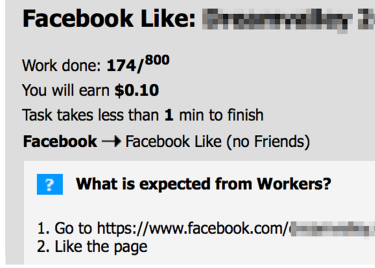 Facebook Like:
Work done: 174/800
You will earn $0.10
Task takes less than 1 min to finish
Facebook → Facebook Like (no Friends)
? What is expected from Workers?
1. Go to https://www.facebook.com/
2. Like the page